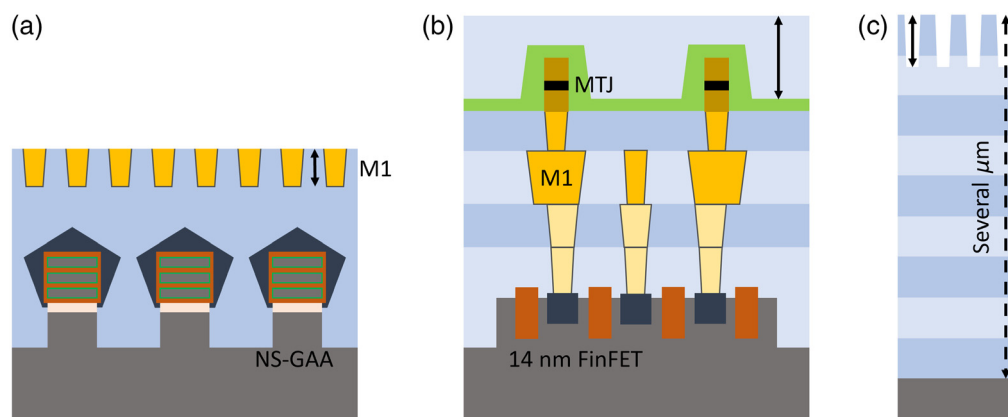 (a)
M1
NS-GAA
(b)
MTJ
M1
14 nm FinFET
(c)
Several μm